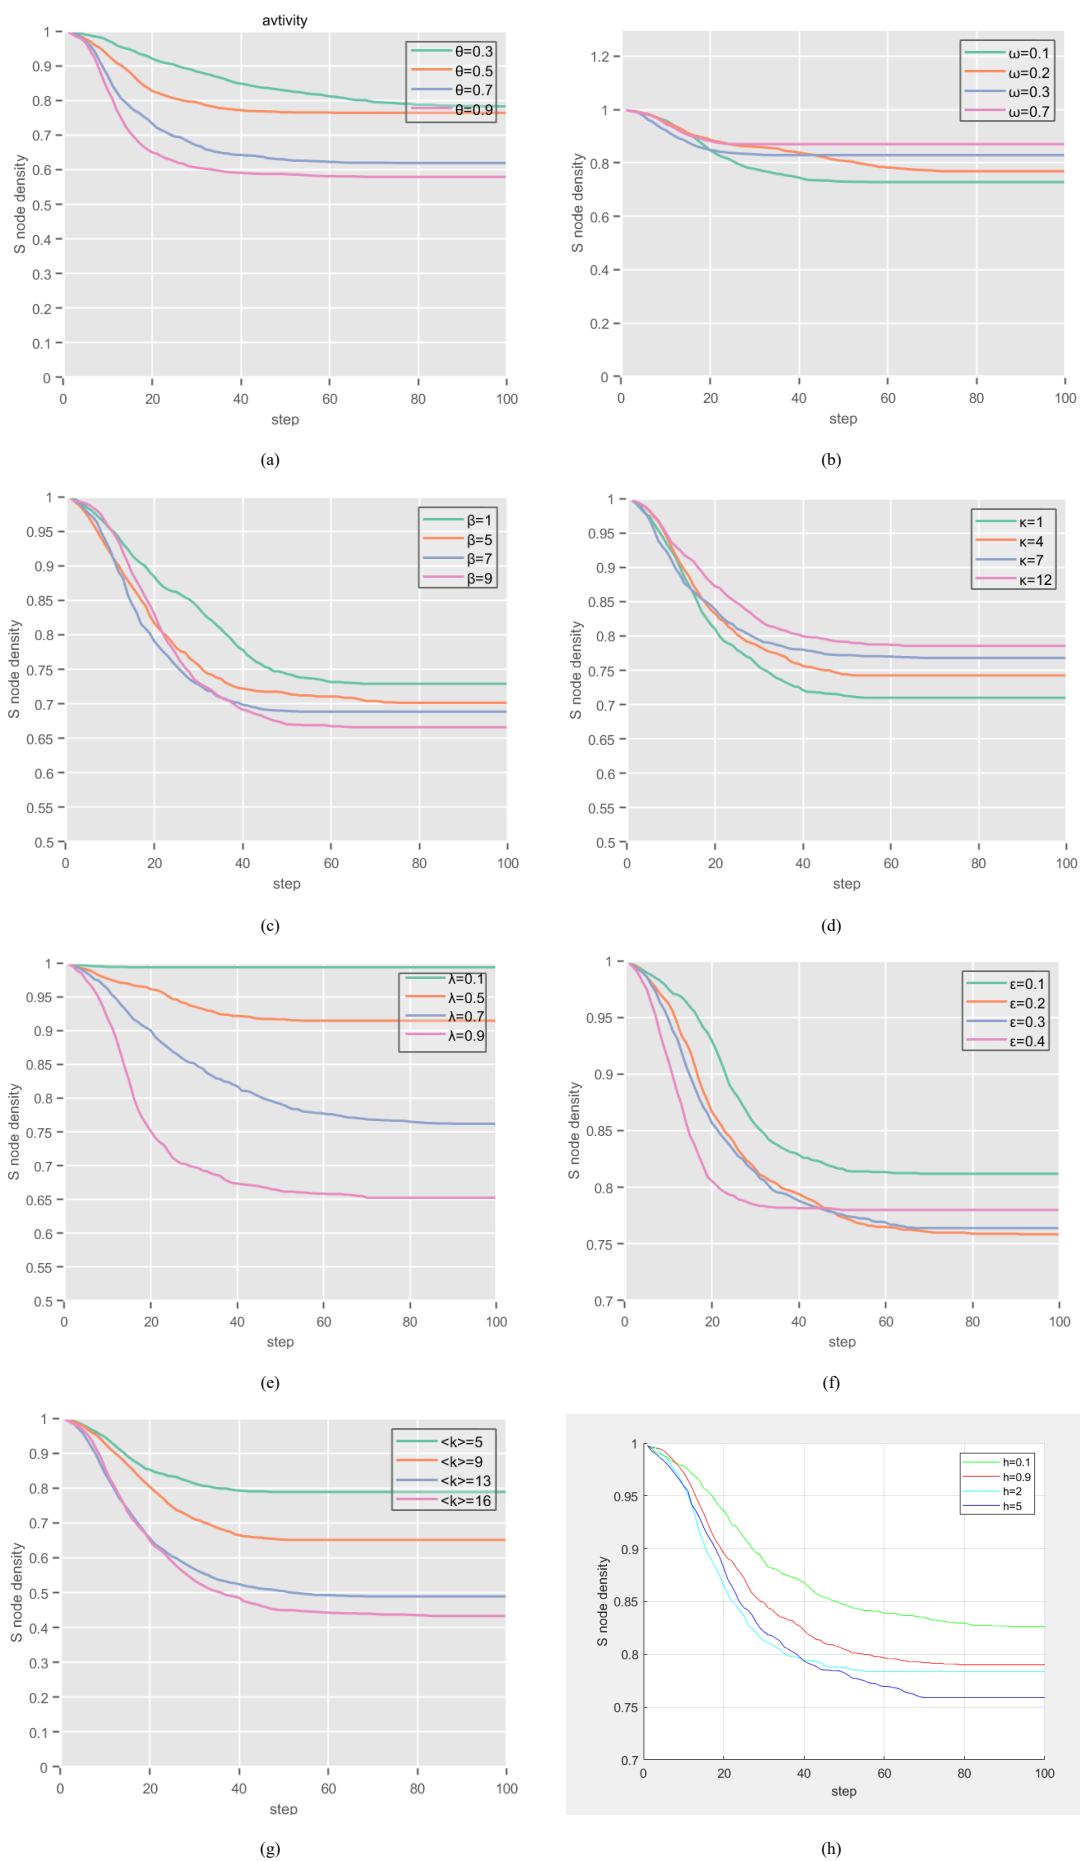 avtivity
1
0.9
0.8
0.7
0.6
0.5
0.4
0.3
0.2
0.1
0
S node density
θ=0.3
θ=0.5
θ=0.7
θ=0.9
0 20 40 60 80 100
step
(a)
1.2
1
0.8
0.6
0.4
0.2
0
S node density
ω=0.1
ω=0.2
ω=0.3
ω=0.7
0 20 40 60 80 100
step
(b)
1
0.95
0.9
0.85
0.8
0.75
0.7
0.65
0.6
0.55
0.5
S node density
β=1
β=5
β=7
β=9
0 20 40 60 80 100
step
(c)
1
0.95
0.9
0.85
0.8
0.75
0.7
0.65
0.6
0.55
0.5
S node density
κ=1
κ=4
κ=7
κ=12
0 20 40 60 80 100
step
(d)
1
0.95
0.9
0.85
0.8
0.75
0.7
0.65
0.6
0.55
0.5
S node density
λ=0.1
λ=0.5
λ=0.7
λ=0.9
0 20 40 60 80 100
step
(e)
1
0.95
0.9
0.85
0.8
0.75
0.7
S node density
ε=0.1
ε=0.2
ε=0.3
ε=0.4
0 20 40 60 80 100
step
(f)
1
0.9
0.8
0.7
0.6
0.5
0.4
0.3
0.2
0.1
0
S node density
<k>=5
<k>=9
<k>=13
<k>=16
0 20 40 60 80 100
step
(g)
1
0.95
0.9
0.85
0.8
0.75
0.7
S node density
h=0.1
h=0.9
h=2
h=5
0 20 40 60 80 100
step
(h)